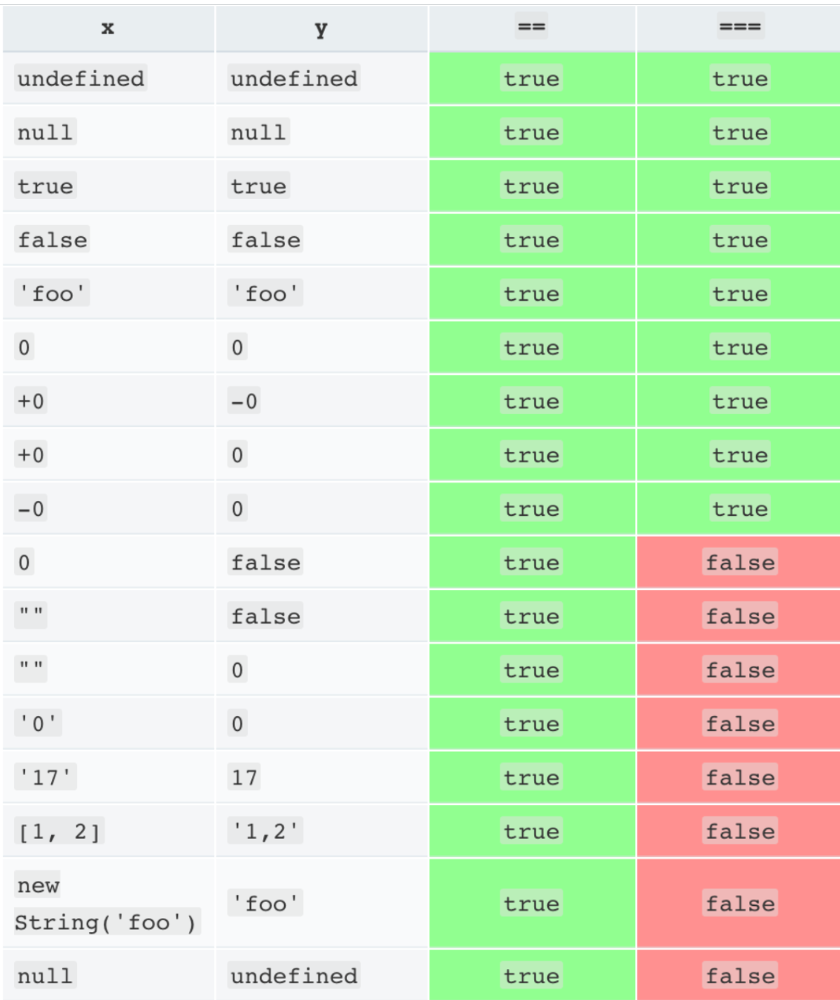 x y == ===
undefined undefined true true
null null true true
true true true true
false false true true
'foo' 'foo' true true
0 0 true true
+0 -0 true true
+0 0 true true
-0 0 true true
0 false true false
"" false true false
"" 0 true false
'0' 0 true false
'17' 17 true false
[1, 2] '1,2' true false
new
String('foo') 'foo' true false
null undefined true false